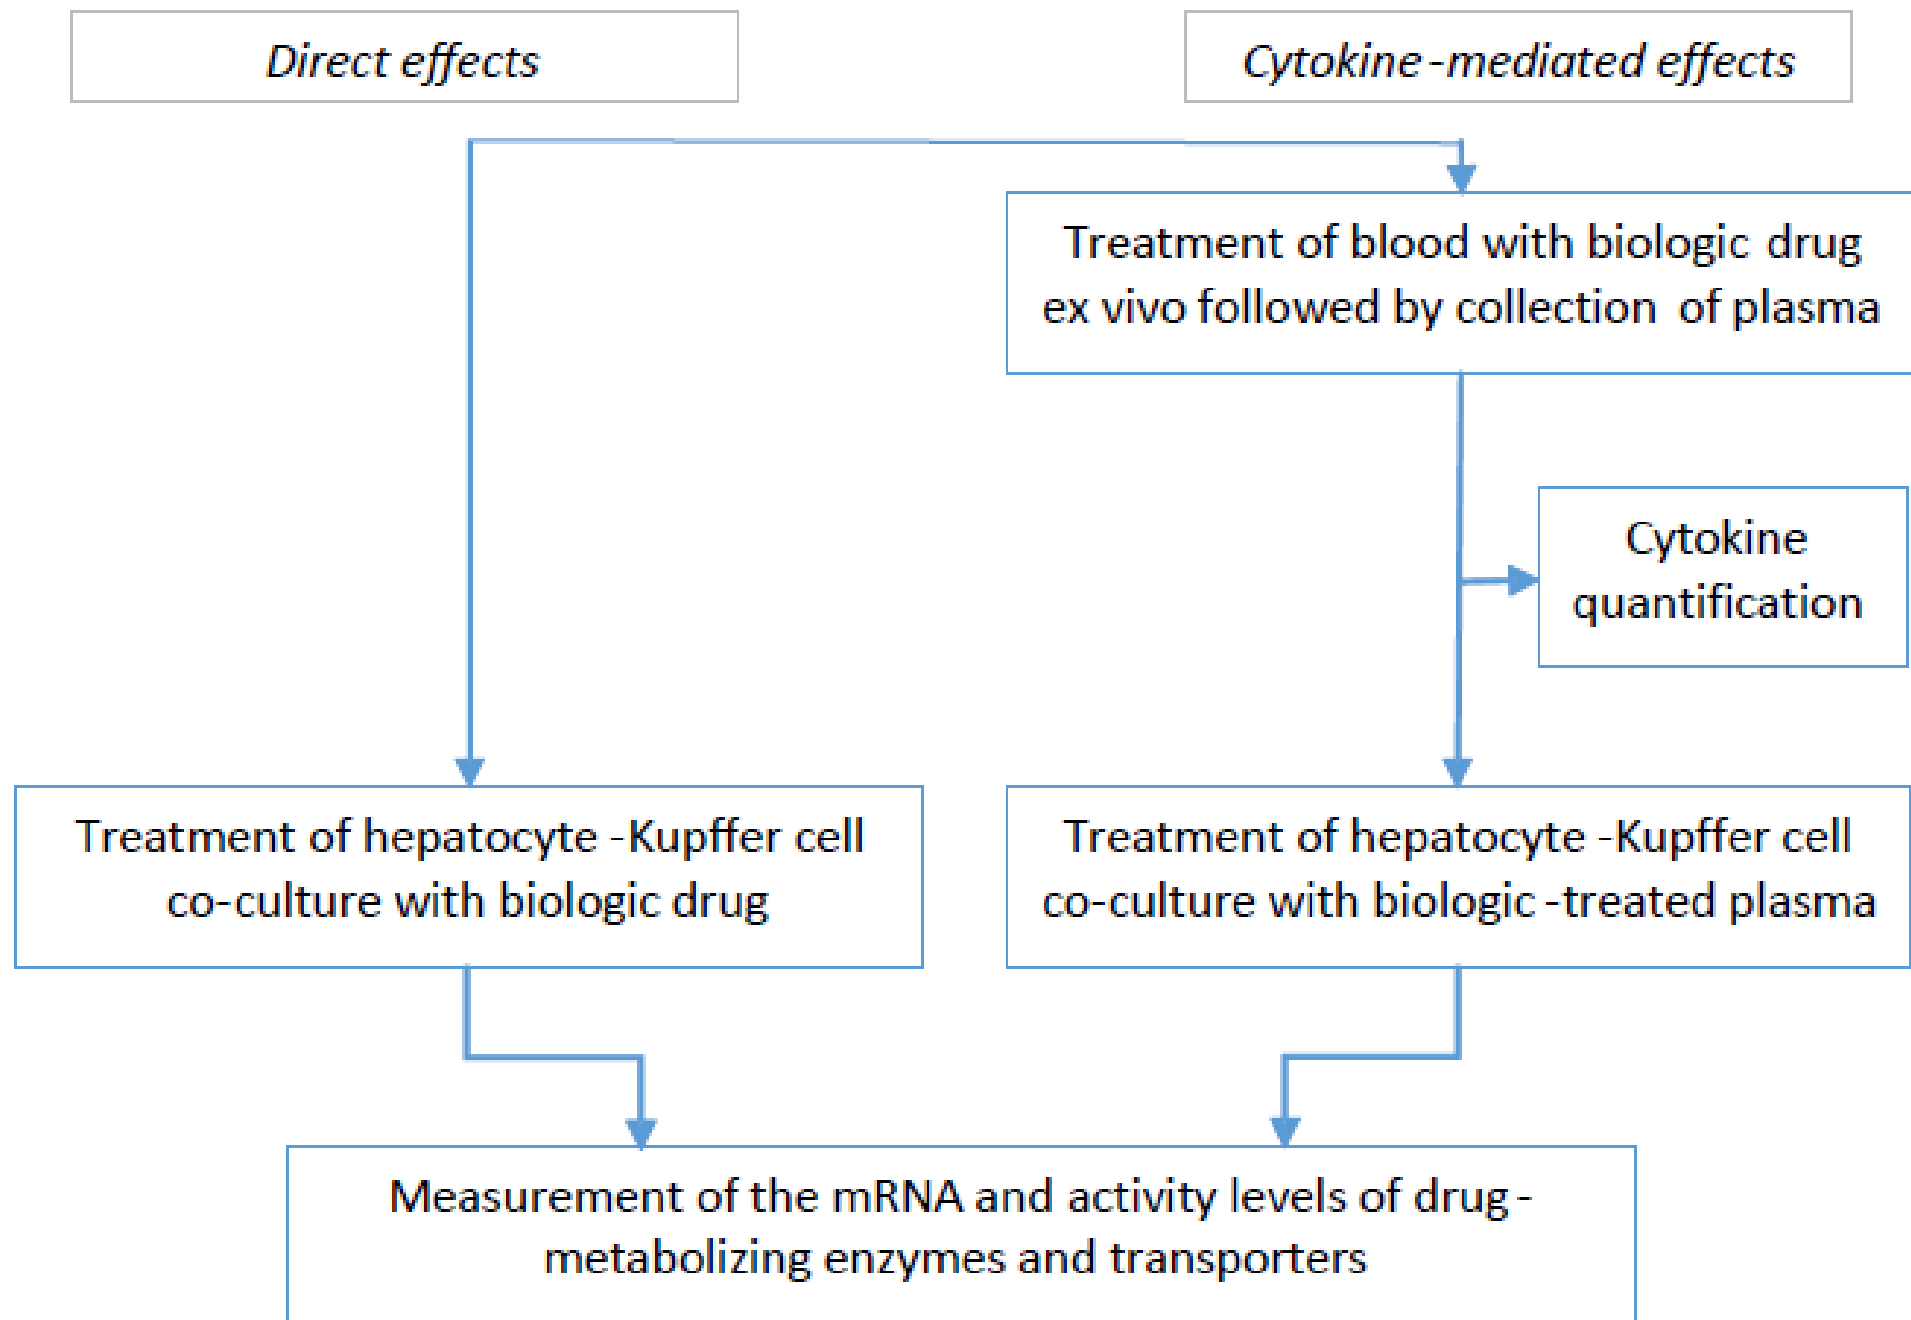 Direct effects
Cytokine-mediated effects
Treatment of blood with biologic drug
ex vivo followed by collection of plasma
Cytokine
quantification
Treatment of hepatocyte-Kupffer cell
co-culture with biologic drug
Treatment of hepatocyte-Kupffer cell
co-culture with biologic-treated plasma
Measurement of the mRNA and activity levels of drug-
metabolizing enzymes and transporters